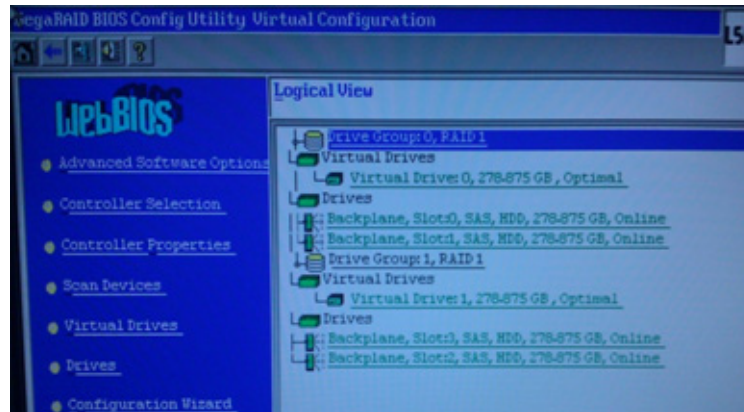 MegaRAID BIOS Config Utility Virtual Configuration
LSI
WebBIOS
Advanced Software Options
Controller Selection
Controller Properties
Scan Devices
Virtual Drives
Drives
Configuration Wizard
Logical View
Drive Group: 0, RAID 1
Virtual Drives
Virtual Drive: 0, 278.875 GB, Optimal
Drives
Backplane, Slot:0, SAS, HDD, 278.875 GB, Online
Backplane, Slot:1, SAS, HDD, 278.875 GB, Online
Drive Group: 1, RAID 1
Virtual Drives
Virtual Drive: 1, 278.875 GB, Optimal
Drives
Backplane, Slot:3, SAS, HDD, 278.875 GB, Online
Backplane, Slot:2, SAS, HDD, 278.875 GB, Online